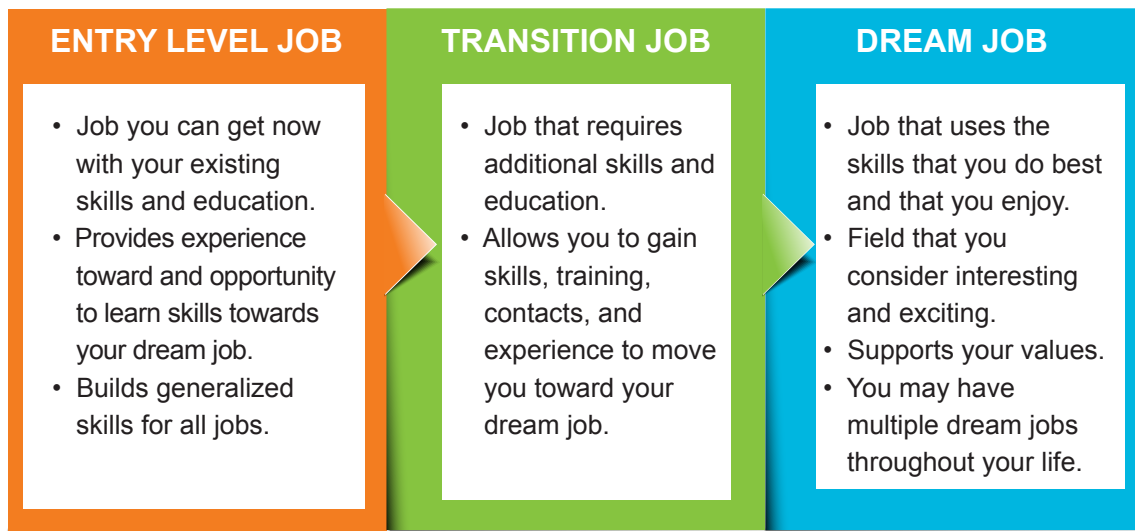 ENTRY LEVEL JOB
• Job you can get now
with your existing
skills and education.
• Provides experience
toward and opportunity
to learn skills towards
your dream job.
• Builds generalized
skills for all jobs.
TRANSITION JOB
• Job that requires
additional skills and
education.
• Allows you to gain
skills, training,
contacts, and
experience to move
you toward your
dream job.
DREAM JOB
• Job that uses the
skills that you do best
and that you enjoy.
• Field that you
consider interesting
and exciting.
• Supports your values.
• You may have
multiple dream jobs
throughout your life.